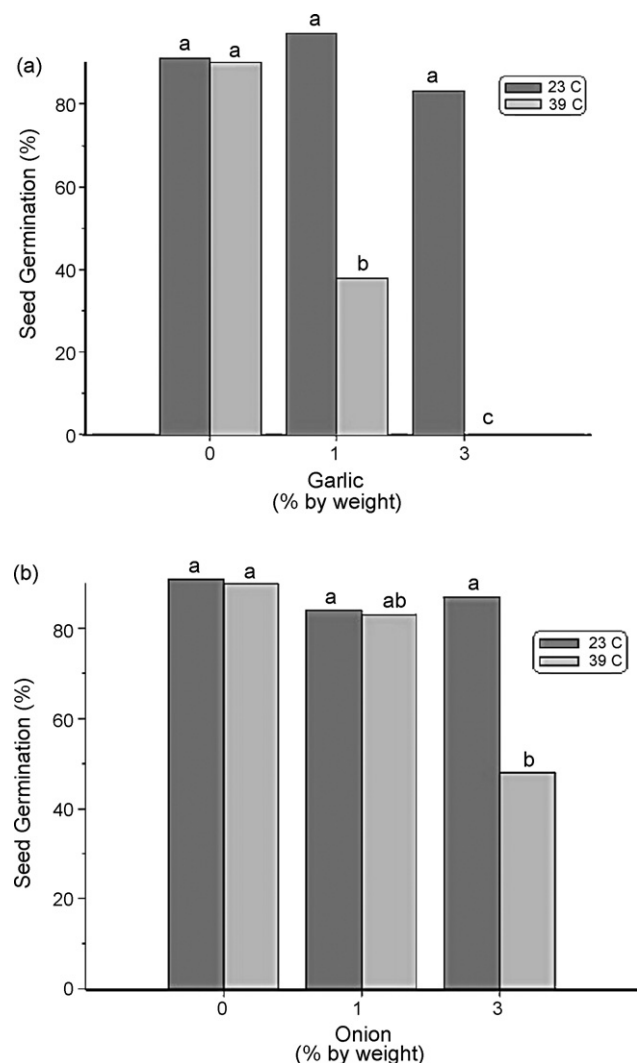 (a)
Seed Germination (%)
80
60
40
20
0
a a
a
b
a
c
23 C
39 C
0 1 3
Garlic
(% by weight)
(b)
Seed Germination (%)
80
60
40
20
0
a a
a ab
a
b
23 C
39 C
0 1 3
Onion
(% by weight)